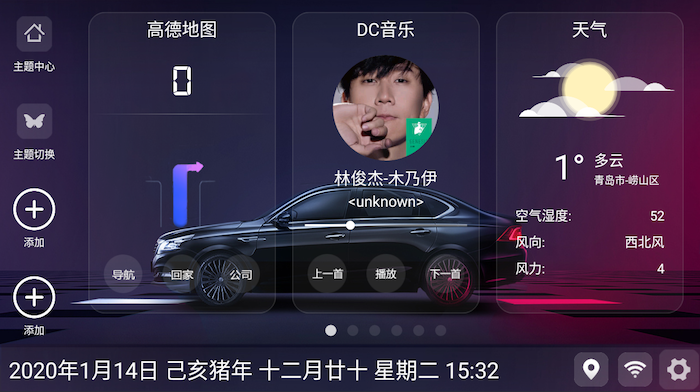 主题中心
主题切换
添加
添加
高德地图
0
导航
回家
公司
DC音乐
林俊杰-木乃伊
<unknown>
上一首
播放
下一首
天气
1°
多云
青岛市-崂山区
空气湿度: 52
风向: 西北风
风力: 4
2020年1月14日 己亥猪年 十二月廿十 星期二 15:32